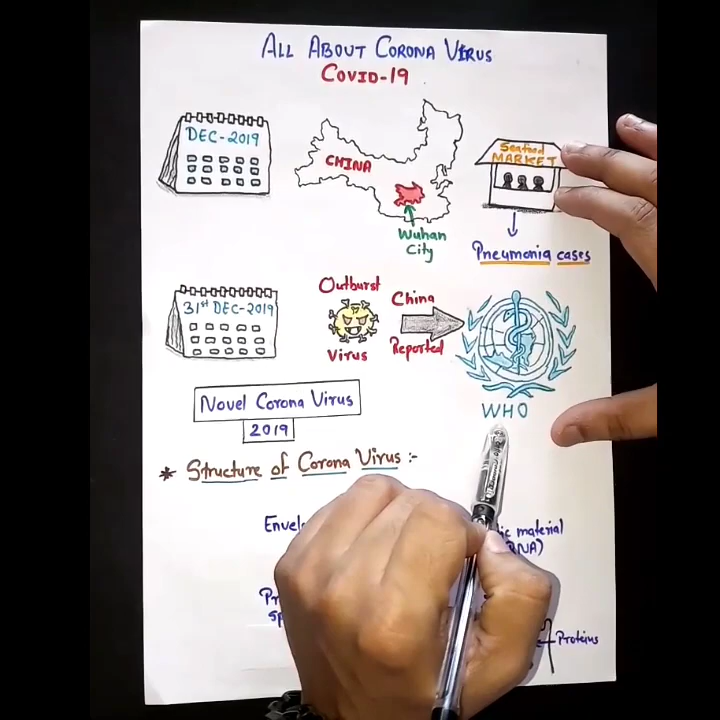 ALL ABOUT CORONA VIRUS
COVID-19
DEC-2019
CHINA
Wuhan
City
Seafood
MARKET
Pneumonia cases
31st DEC-2019
Outburst
Virus
China
Reported
WHO
Novel Corona Virus
2019
* Structure of Corona Virus :-
material
RNA)
Proteins